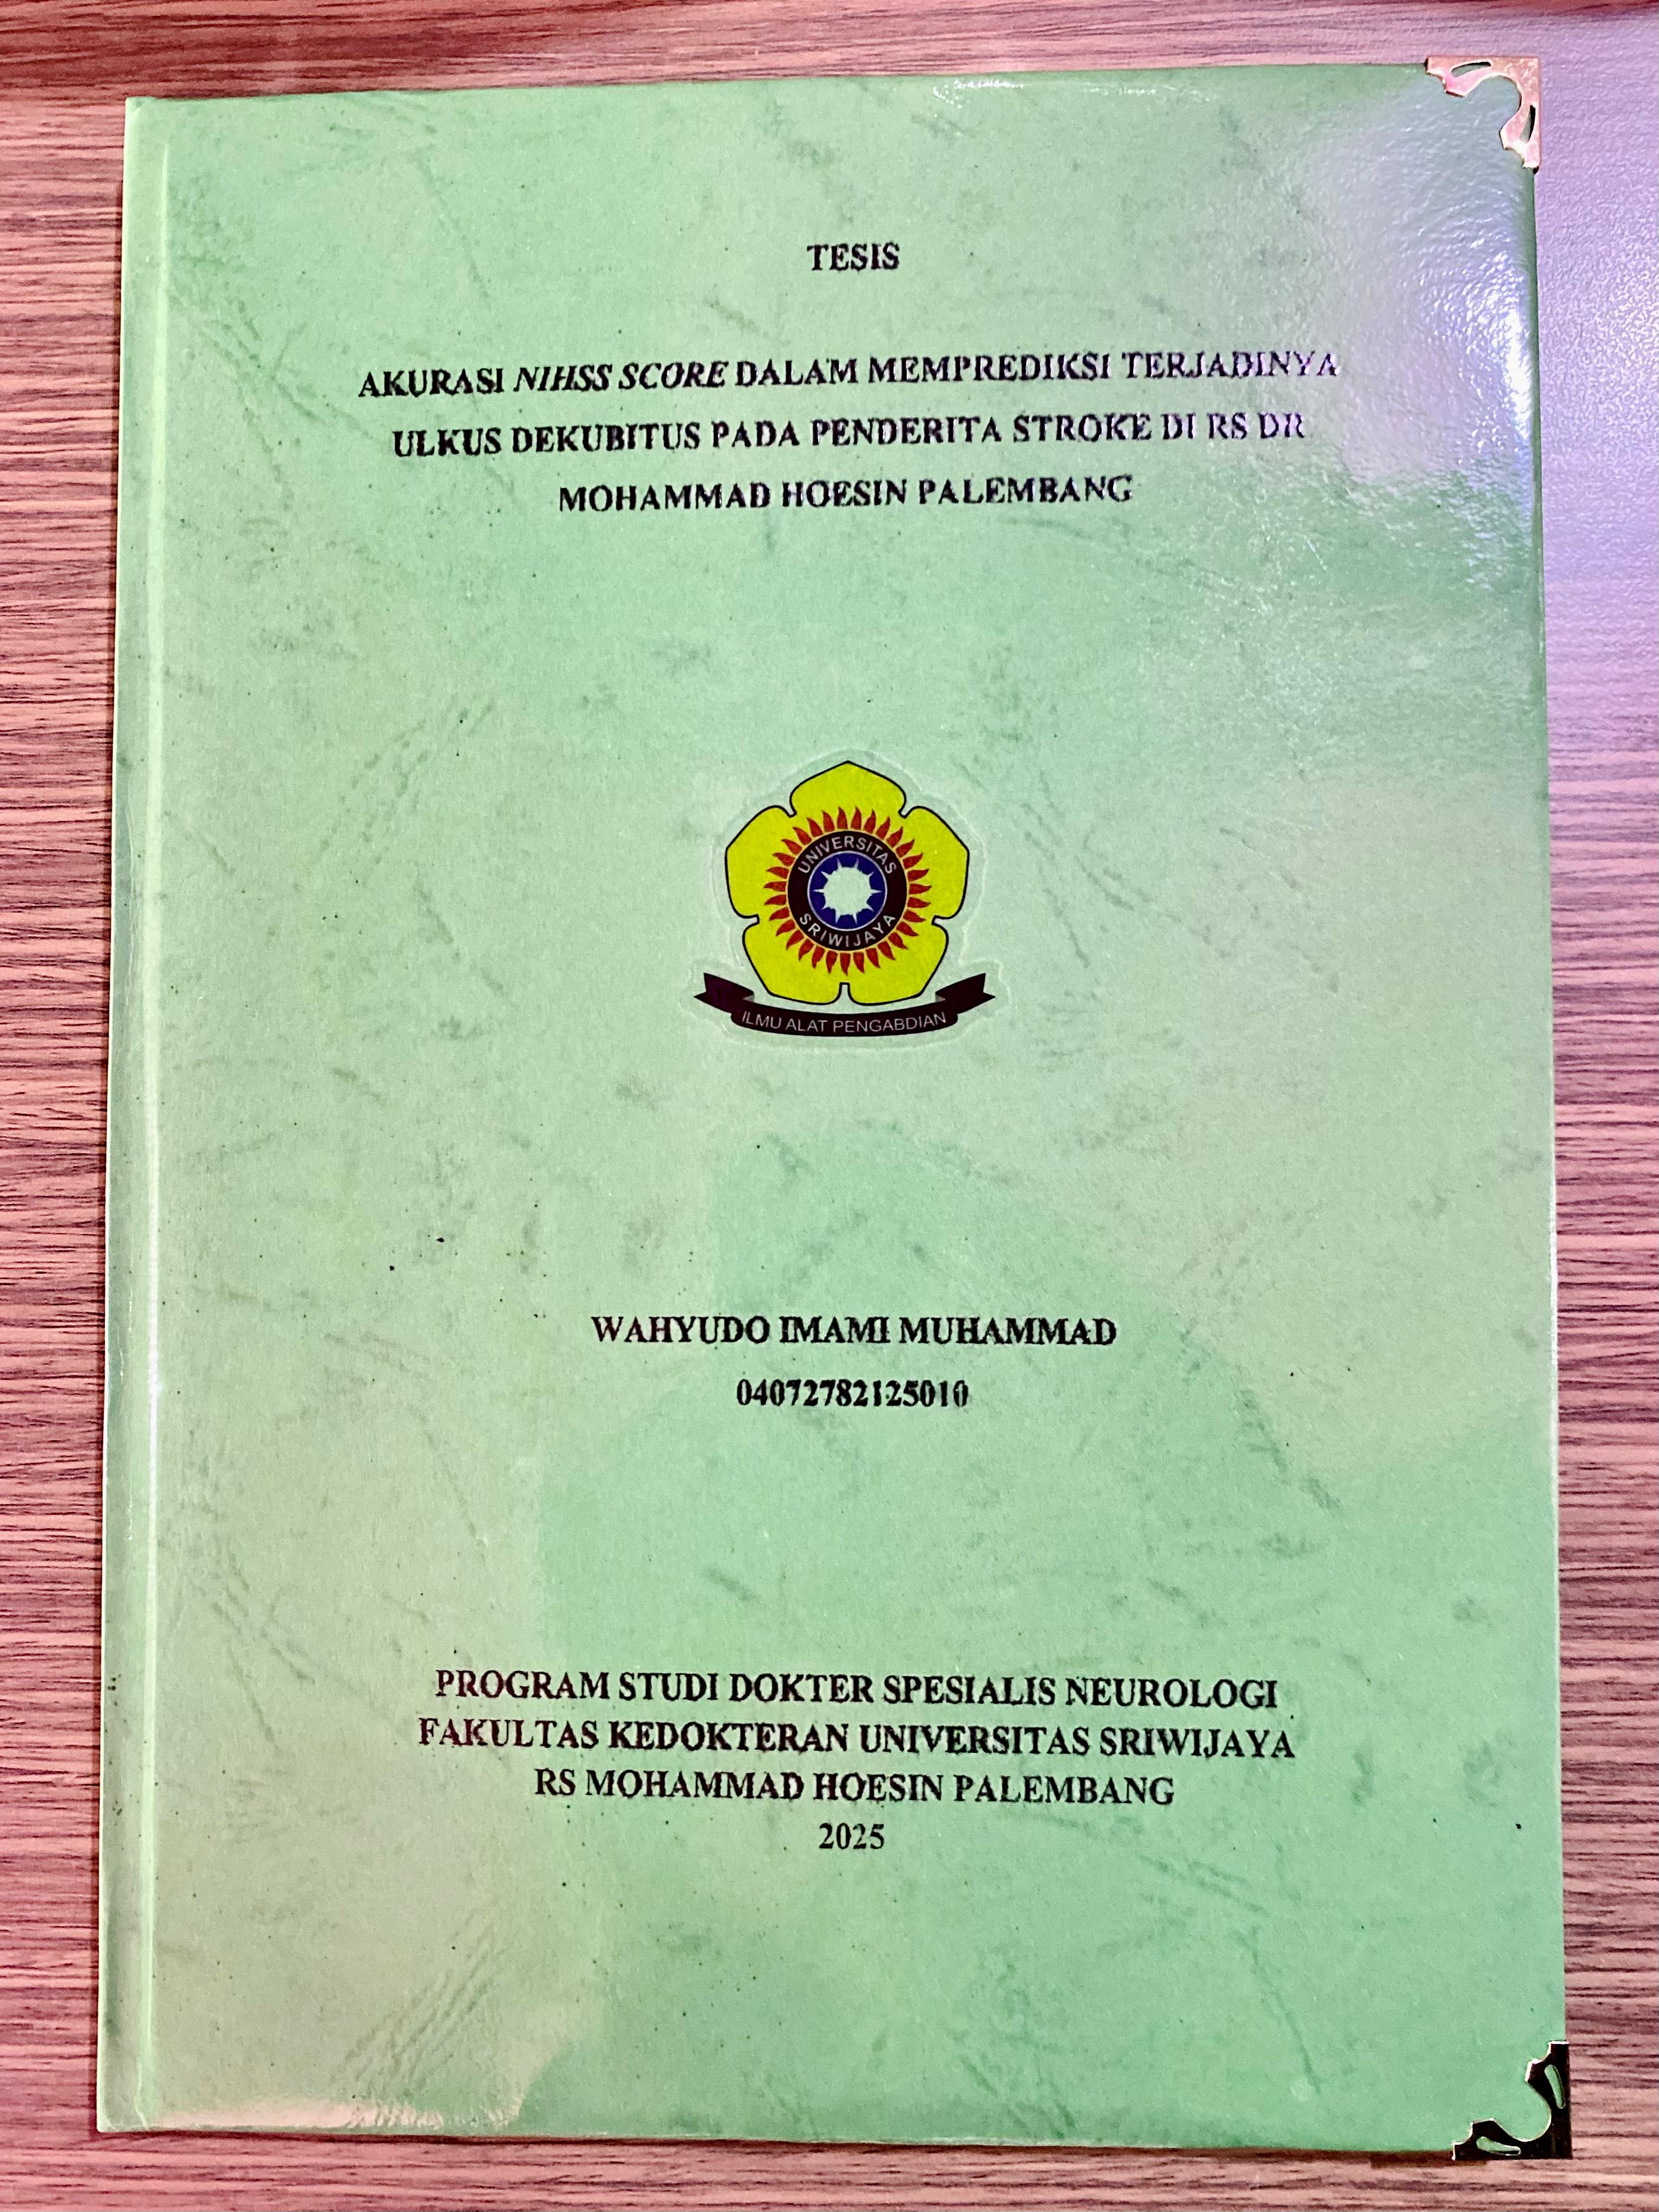 TESIS
AKURASI NIHSS SCORE DALAM MEMPREDIKSI TERJADINYA
ULKUS DEKUBITUS PADA PENDERITA STROKE DI RS DR
MOHAMMAD HOESIN PALEMBANG
UNIVERSITAS
SRIWIJAYA
ILMU ALAT PENGABDIAN
WAHYUDO IMAMI MUHAMMAD
04072782125010
PROGRAM STUDI DOKTER SPESIALIS NEUROLOGI
FAKULTAS KEDOKTERAN UNIVERSITAS SRIWIJAYA
RS MOHAMMAD HOESIN PALEMBANG
2025